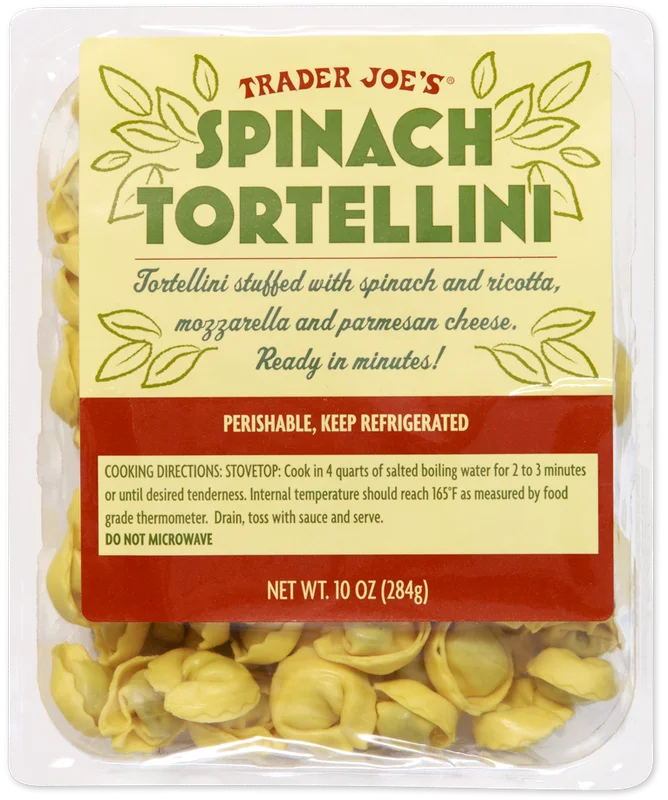 TRADER JOE'S®
SPINACH
TORTELLINI
Tortellini stuffed with spinach and ricotta,
mozzarella and parmesan cheese.
Ready in minutes!
PERISHABLE, KEEP REFRIGERATED
COOKING DIRECTIONS: STOVETOP: Cook in 4 quarts of salted boiling water for 2 to 3 minutes
or until desired tenderness. Internal temperature should reach 165°F as measured by food
grade thermometer. Drain, toss with sauce and serve.
DO NOT MICROWAVE
NET WT. 10 OZ (284g)